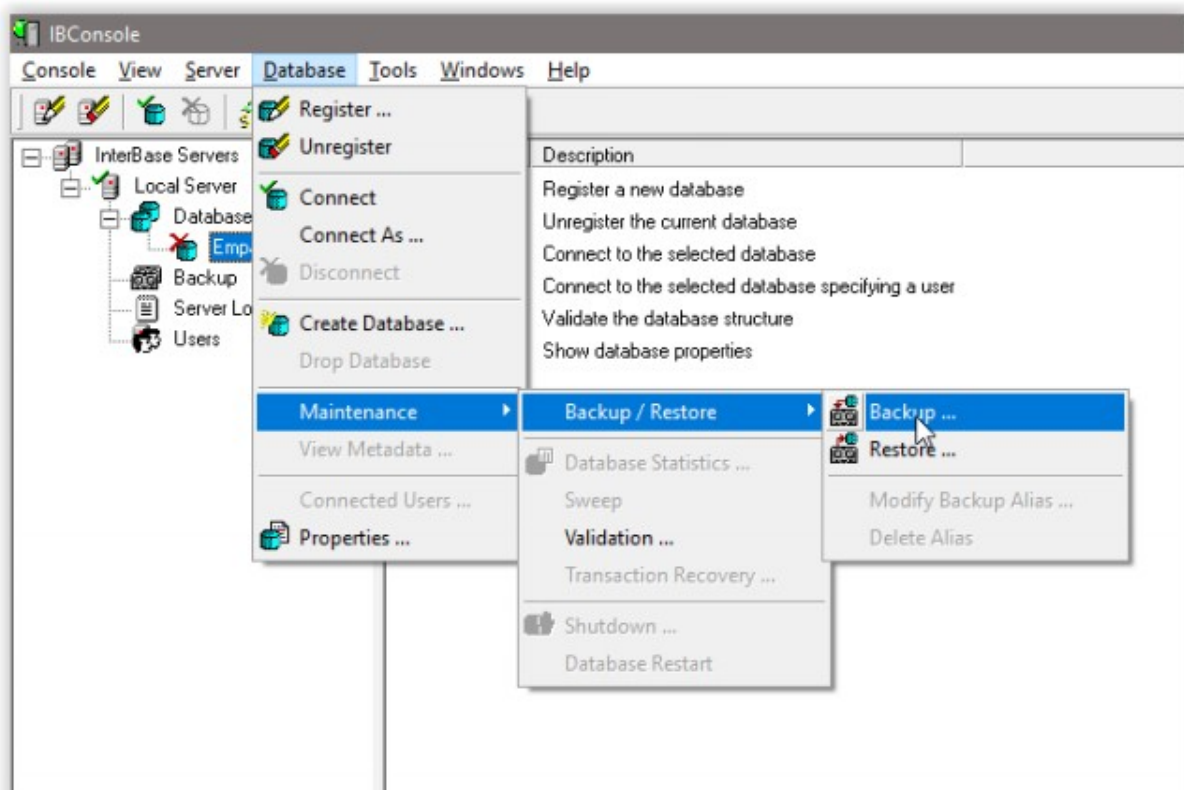 IBConsole
Console View Server Database Tools Windows Help
InterBase Servers
Local Server
Database
Emp
Backup
Server Lo
Users
Register ...
Unregister
Connect
Connect As ...
Disconnect
Create Database ...
Drop Database
Maintenance
View Metadata ...
Connected Users ...
Properties ...
Description
Register a new database
Unregister the current database
Connect to the selected database
Connect to the selected database specifying a user
Validate the database structure
Show database properties
Backup / Restore
Database Statistics ...
Sweep
Validation ...
Transaction Recovery ...
Shutdown ...
Database Restart
Backup ...
Restore ...
Modify Backup Alias ...
Delete Alias